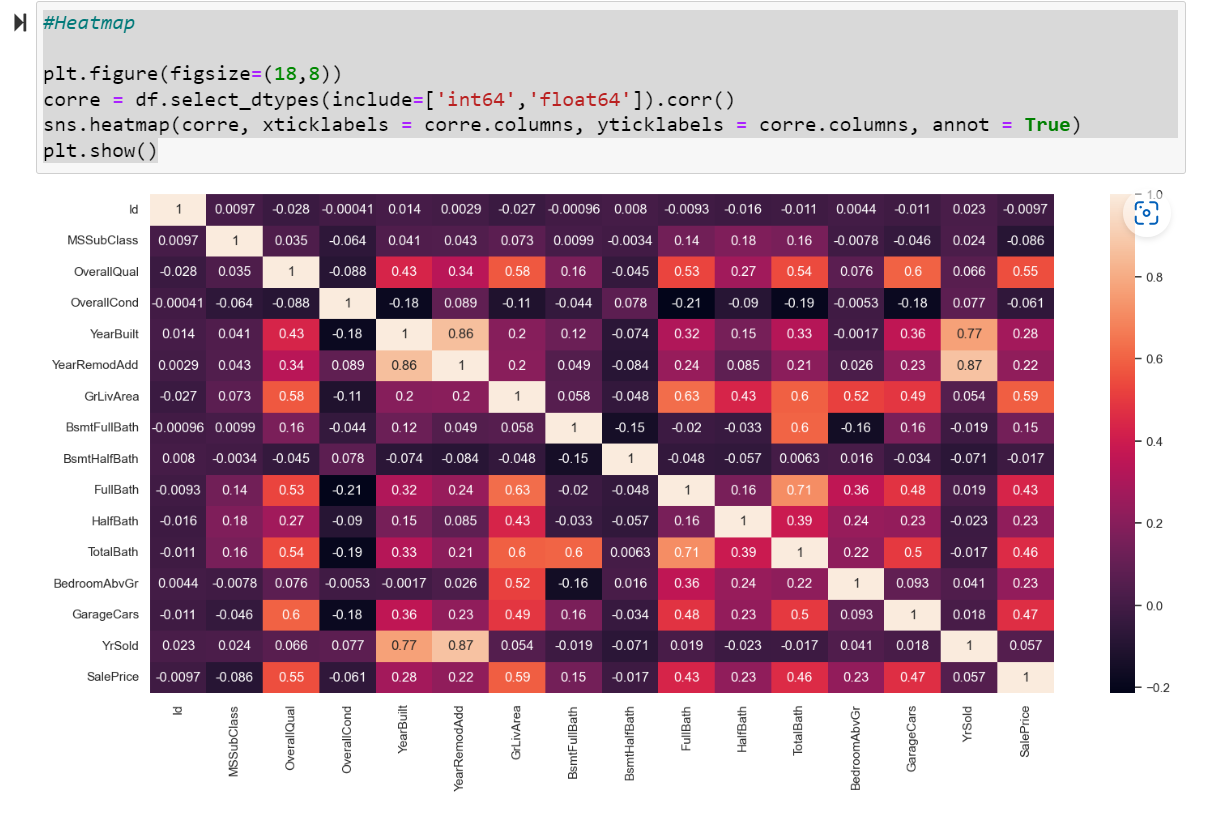 #Heatmap
plt.figure(figsize=(18,8))
corre = df.select_dtypes(include=['int64','float64']).corr()
sns.heatmap(corre, xticklabels = corre.columns, yticklabels = corre.columns, annot = True)
plt.show()
Id 1 0.0097 -0.028 -0.00041 0.014 0.0029 -0.027 -0.00096 0.008 -0.0093 -0.016 -0.011 0.0044 -0.011 0.023 -0.0097
MSSubClass 0.0097 1 0.035 -0.064 0.041 0.043 0.073 0.0099 -0.0034 0.14 0.18 0.16 -0.0078 -0.046 0.024 -0.086
OverallQual -0.028 0.035 1 -0.088 0.43 0.34 0.58 0.16 -0.045 0.53 0.27 0.54 0.076 0.6 0.066 0.55
OverallCond -0.00041 -0.064 -0.088 1 -0.18 0.089 -0.11 -0.044 0.078 -0.21 -0.09 -0.19 -0.0053 -0.18 0.077 -0.061
YearBuilt 0.014 0.041 0.43 -0.18 1 0.86 0.2 0.12 -0.074 0.32 0.15 0.33 -0.0017 0.36 0.77 0.28
YearRemodAdd 0.0029 0.043 0.34 0.089 0.86 1 0.2 0.049 -0.084 0.24 0.085 0.21 0.026 0.23 0.87 0.22
GrLivArea -0.027 0.073 0.58 -0.11 0.2 0.2 1 0.058 -0.048 0.63 0.43 0.6 0.52 0.49 0.054 0.59
BsmtFullBath -0.00096 0.0099 0.16 -0.044 0.12 0.049 0.058 1 -0.15 -0.02 -0.033 0.6 -0.16 0.16 -0.019 0.15
BsmtHalfBath 0.008 -0.0034 -0.045 0.078 -0.074 -0.084 -0.048 -0.15 1 -0.048 -0.057 0.0063 0.016 -0.034 -0.071 -0.017
FullBath -0.0093 0.14 0.53 -0.21 0.32 0.24 0.63 -0.02 -0.048 1 0.16 0.71 0.36 0.48 0.019 0.43
HalfBath -0.016 0.18 0.27 -0.09 0.15 0.085 0.43 -0.033 -0.057 0.16 1 0.39 0.24 0.23 -0.023 0.23
TotalBath -0.011 0.16 0.54 -0.19 0.33 0.21 0.6 0.6 0.0063 0.71 0.39 1 0.22 0.5 -0.017 0.46
BedroomAbvGr 0.0044 -0.0078 0.076 -0.0053 -0.0017 0.026 0.52 -0.16 0.016 0.36 0.24 0.22 1 0.093 0.041 0.23
GarageCars -0.011 -0.046 0.6 -0.18 0.36 0.23 0.49 0.16 -0.034 0.48 0.23 0.5 0.093 1 0.018 0.47
YrSold 0.023 0.024 0.066 0.077 0.77 0.87 0.054 -0.019 -0.071 0.019 -0.023 -0.017 0.041 0.018 1 0.057
SalePrice -0.0097 -0.086 0.55 -0.061 0.28 0.22 0.59 0.15 -0.017 0.43 0.23 0.46 0.23 0.47 0.057 1
Id MSSubClass OverallQual OverallCond YearBuilt YearRemodAdd GrLivArea BsmtFullBath BsmtHalfBath FullBath HalfBath TotalBath BedroomAbvGr GarageCars YrSold SalePrice
1.0
0.8
0.6
0.4
0.2
0.0
-0.2